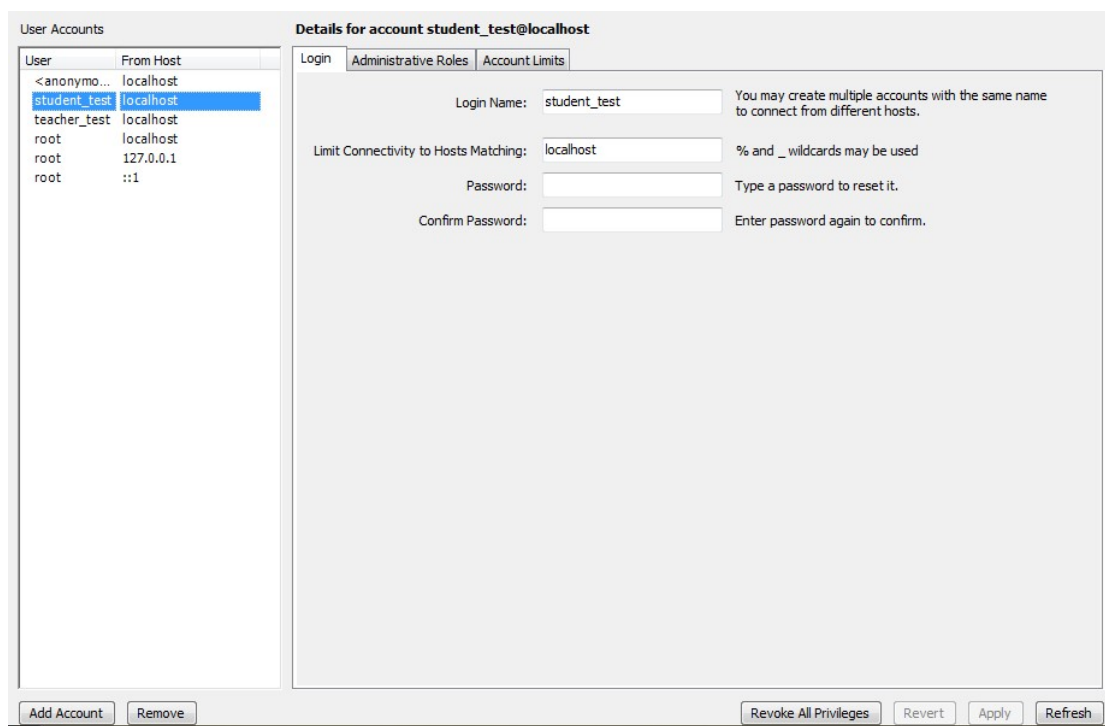 User Accounts
User From Host
<anonymo... localhost
student_test localhost
teacher_test localhost
root localhost
root 127.0.0.1
root ::1
Add Account Remove
Details for account student_test@localhost
Login Administrative Roles Account Limits
Login Name: student_test You may create multiple accounts with the same name
to connect from different hosts.
Limit Connectivity to Hosts Matching: localhost % and _ wildcards may be used
Password: Type a password to reset it.
Confirm Password: Enter password again to confirm.
Revoke All Privileges Revert Apply Refresh